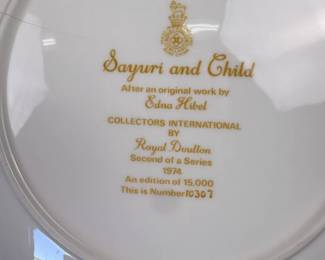 Sayuri and Child
After an original work by
Edna Hibel
COLLECTORS INTERNATIONAL
BY
Royal Doulton
Second of a Series
1974
An edition of 15,000
This is Number 10307